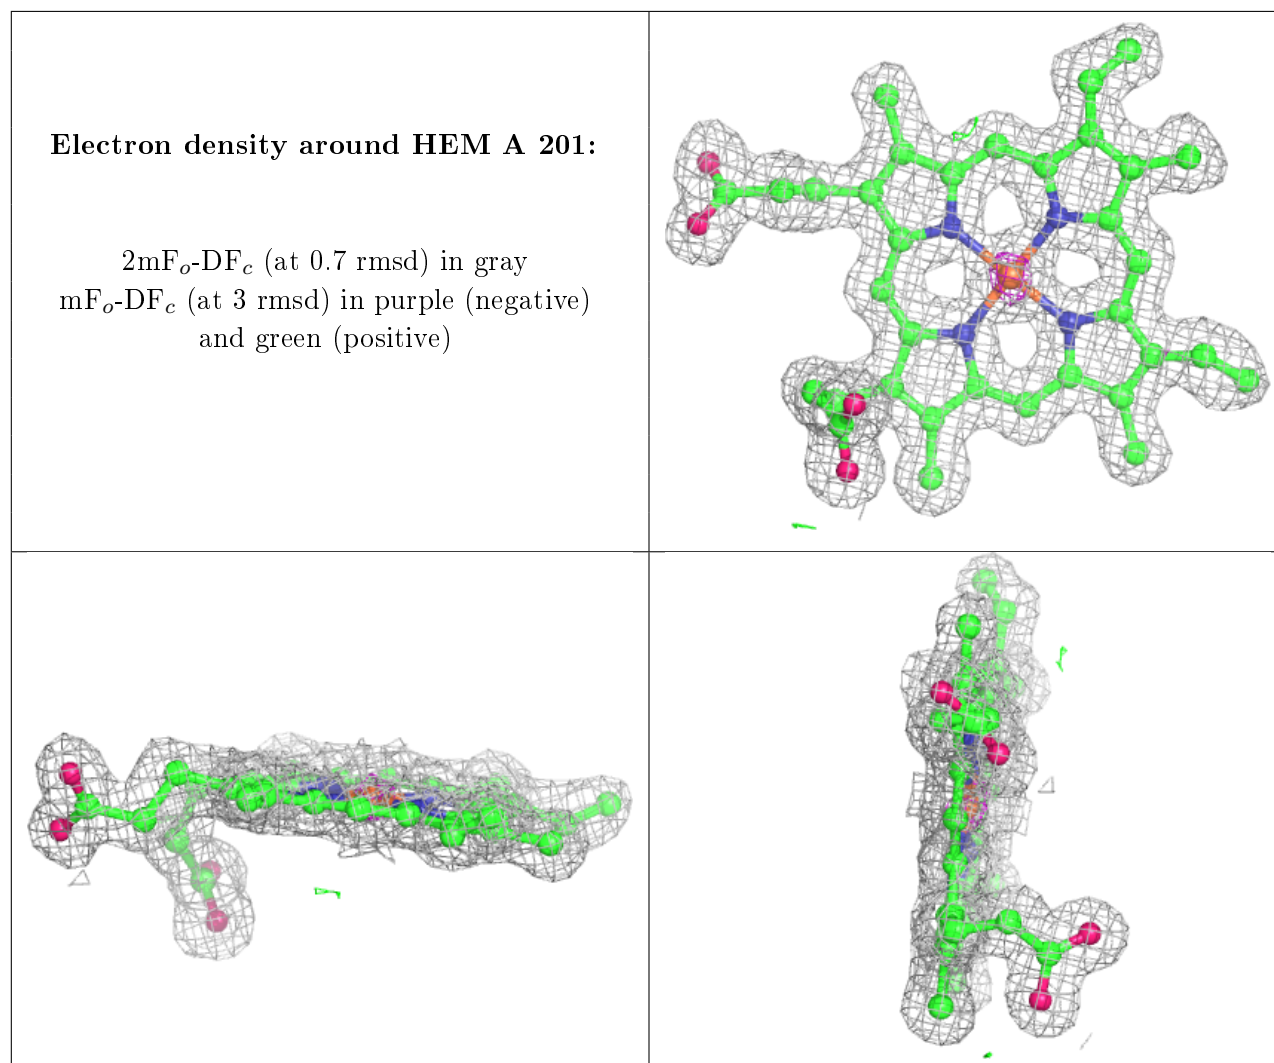 Electron density around HEM A 201:
2mFₒ-DF𝒸 (at 0.7 rmsd) in gray
mFₒ-DF𝒸 (at 3 rmsd) in purple (negative)
and green (positive)